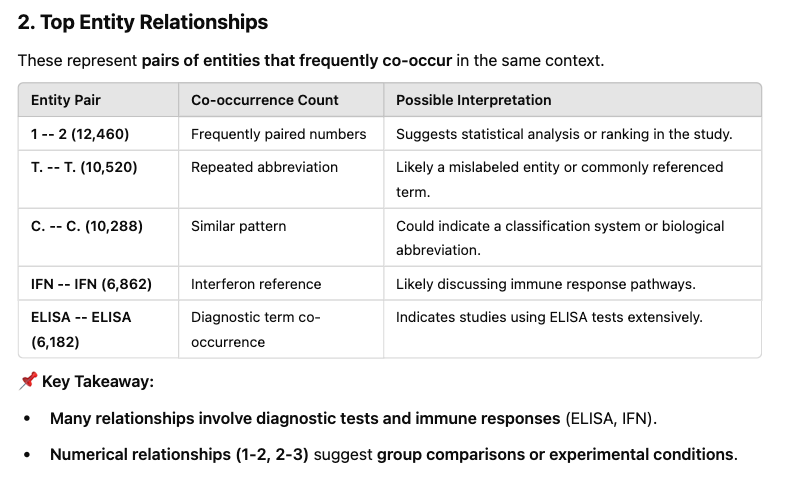 2. Top Entity Relationships
These represent pairs of entities that frequently co-occur in the same context.
Entity Pair Co-occurrence Count Possible Interpretation
1 -- 2 (12,460) Frequently paired numbers Suggests statistical analysis or ranking in the study.
T. -- T. (10,520) Repeated abbreviation Likely a mislabeled entity or commonly referenced
term.
C. -- C. (10,288) Similar pattern Could indicate a classification system or biological
abbreviation.
IFN -- IFN (6,862) Interferon reference Likely discussing immune response pathways.
ELISA -- ELISA Diagnostic term co- Indicates studies using ELISA tests extensively.
(6,182) occurrence
📌 Key Takeaway:
• Many relationships involve diagnostic tests and immune responses (ELISA, IFN).
• Numerical relationships (1-2, 2-3) suggest group comparisons or experimental conditions.